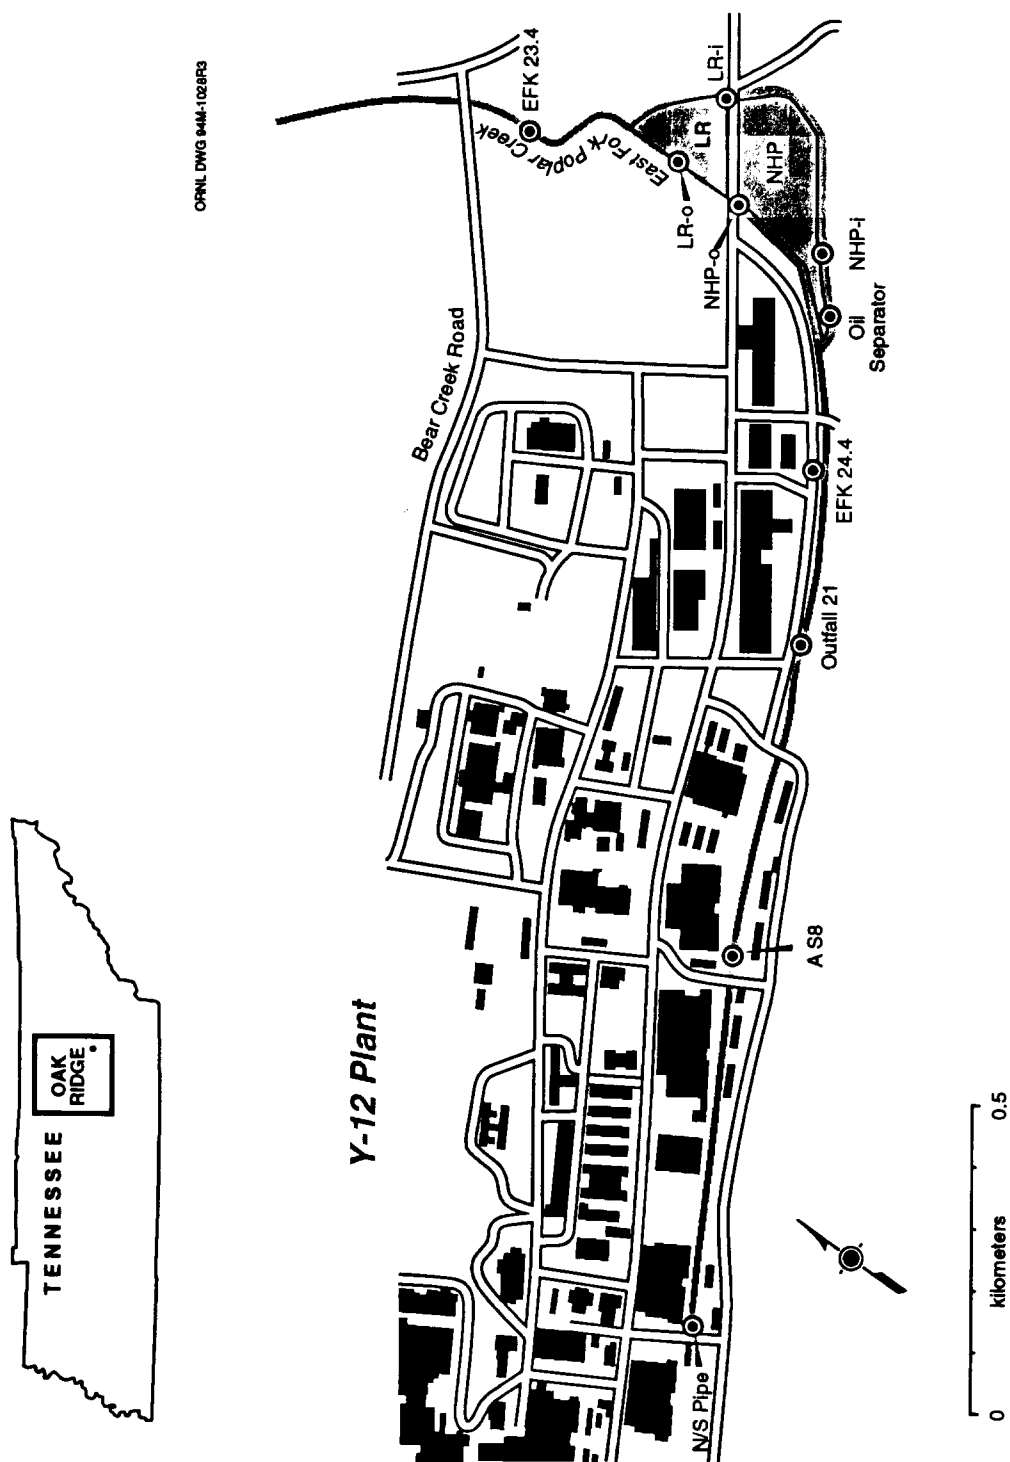 ORNL DWG 94M-1028R3
TENNESSEE
OAK
RIDGE
Y-12 Plant
Bear Creek Road
EFK 23.4
East Fork Poplar Creek
LR-i
LR
LR-o
NHP
NHP-o
NHP-i
Oil
Separator
EFK 24.4
Outfall 21
A S8
N/S Pipe
0
kilometers
0.5